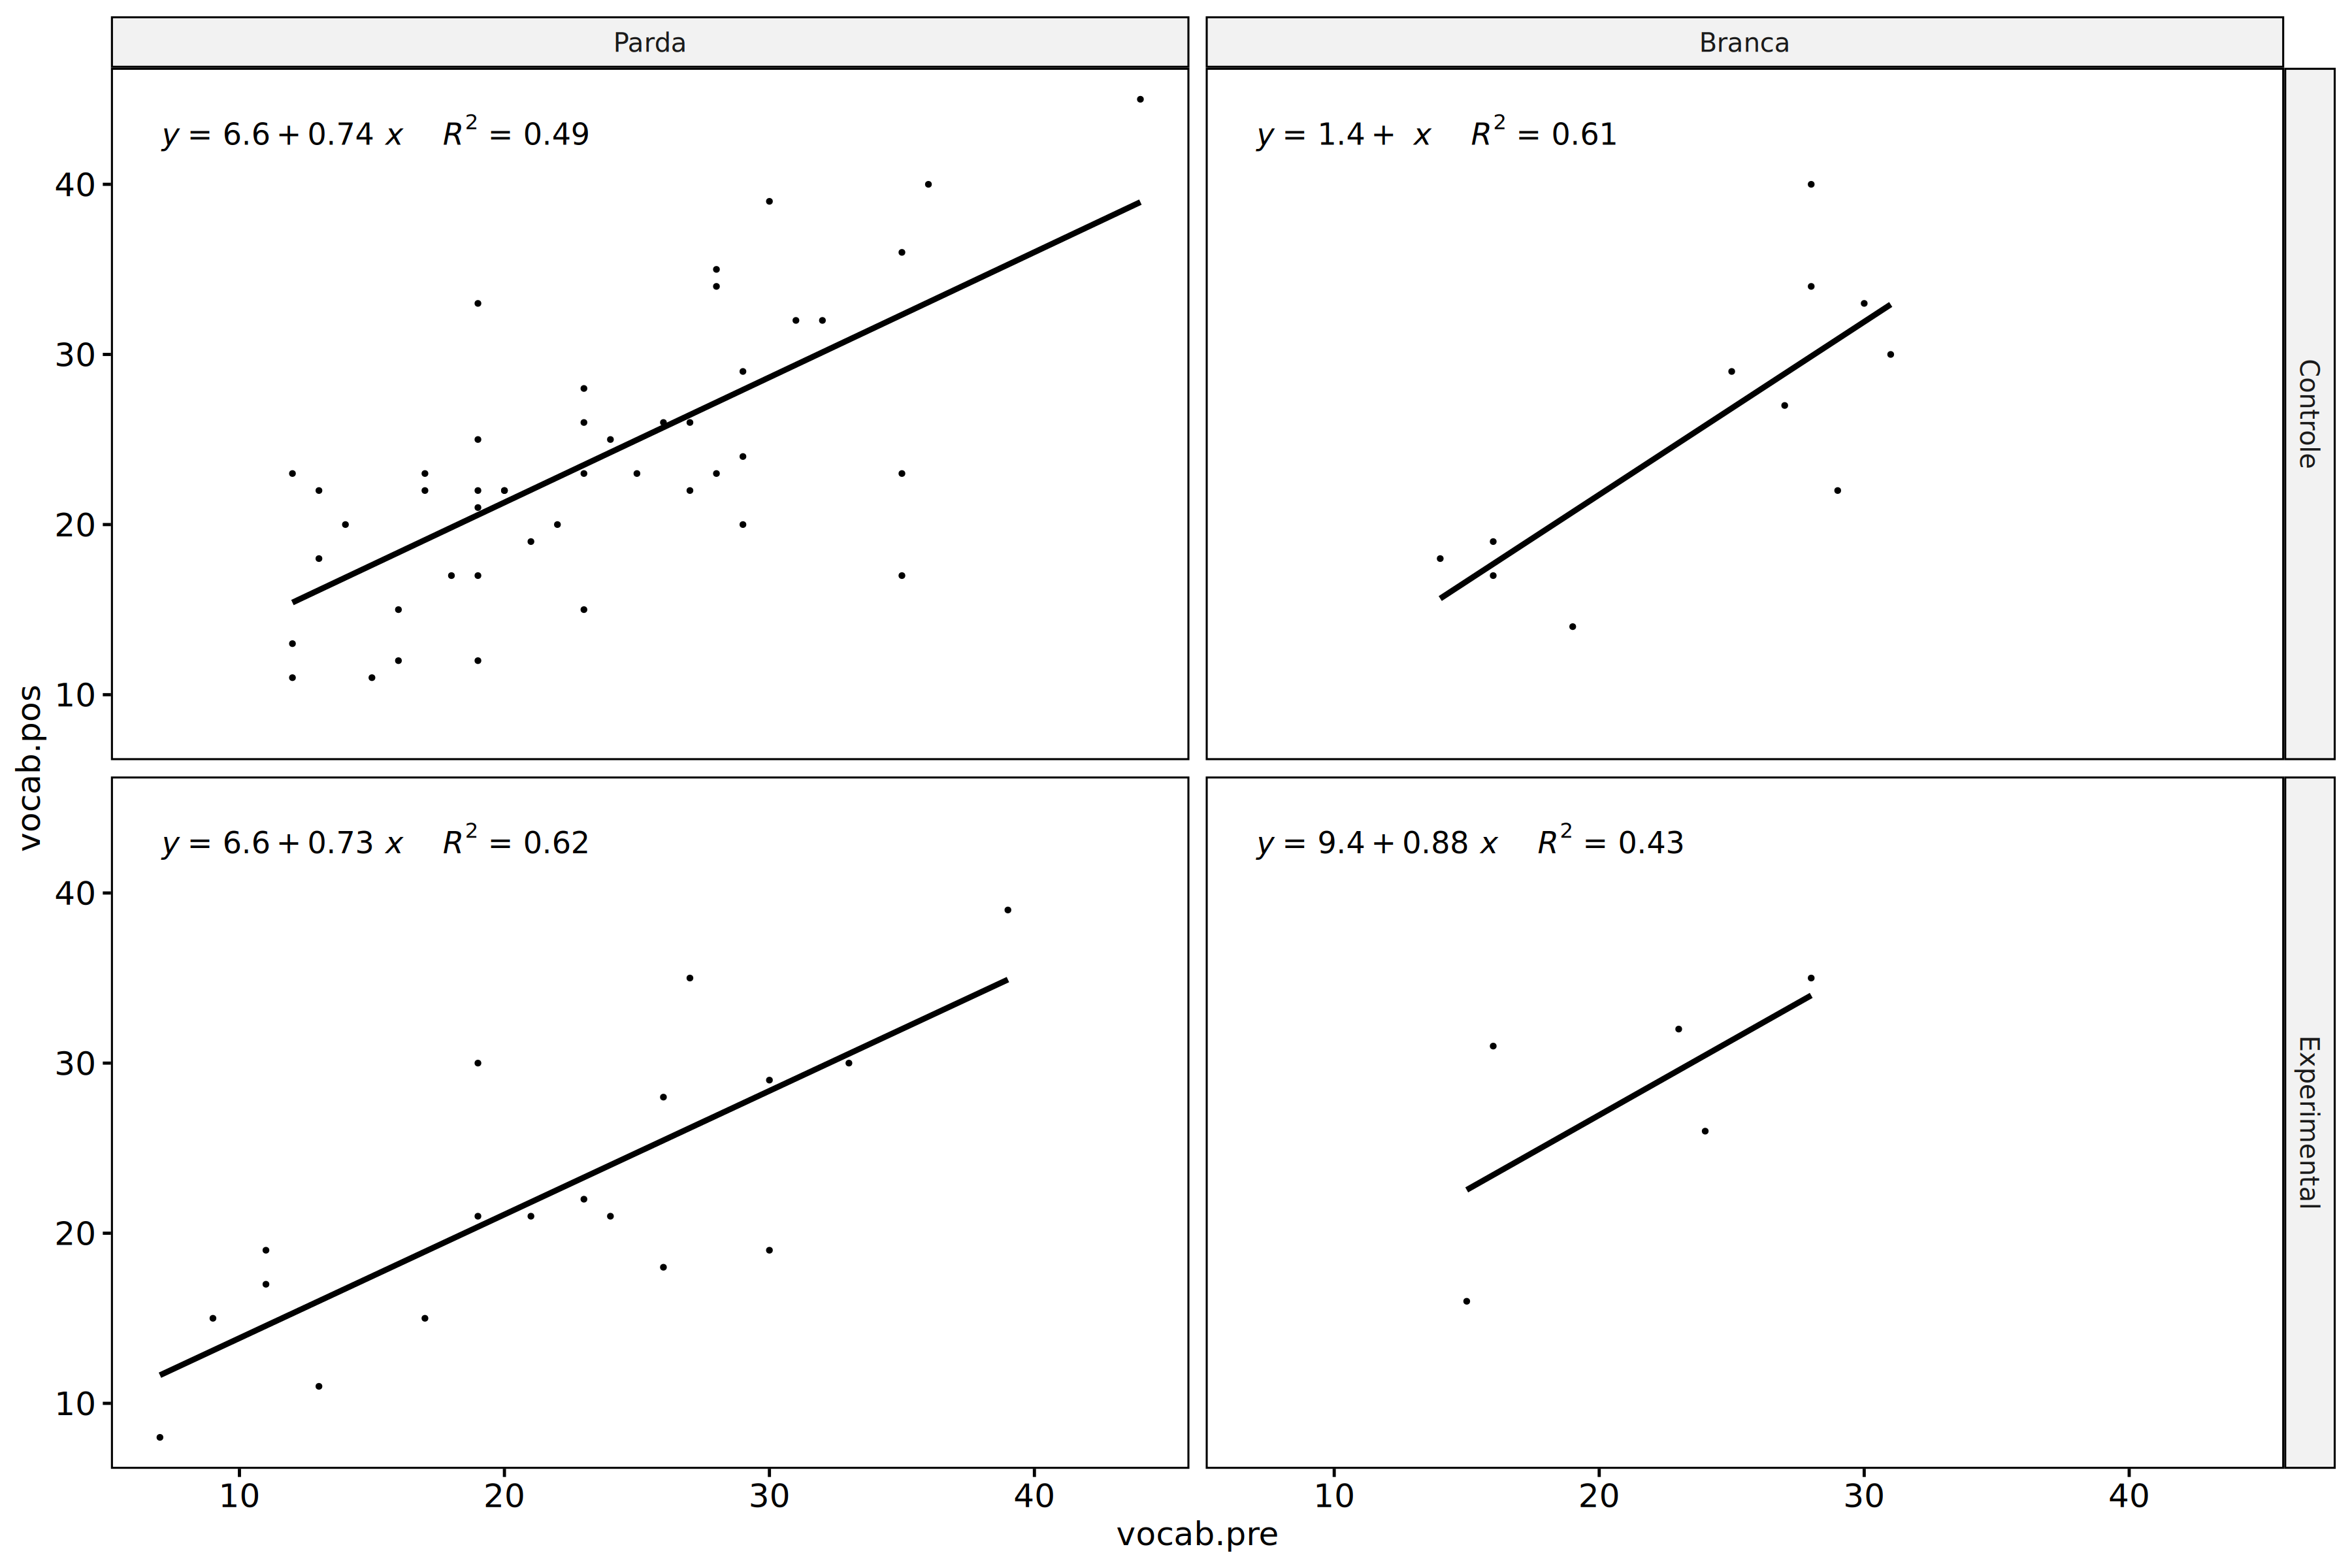 Parda
Branca
y = 6.6 + 0.74 x R² = 0.49
y = 1.4 + x R² = 0.61
40
30
20
10
Controle
vocab.pos
y = 6.6 + 0.73 x R² = 0.62
y = 9.4 + 0.88 x R² = 0.43
40
30
20
10
Experimental
10 20 30 40
10 20 30 40
vocab.pre